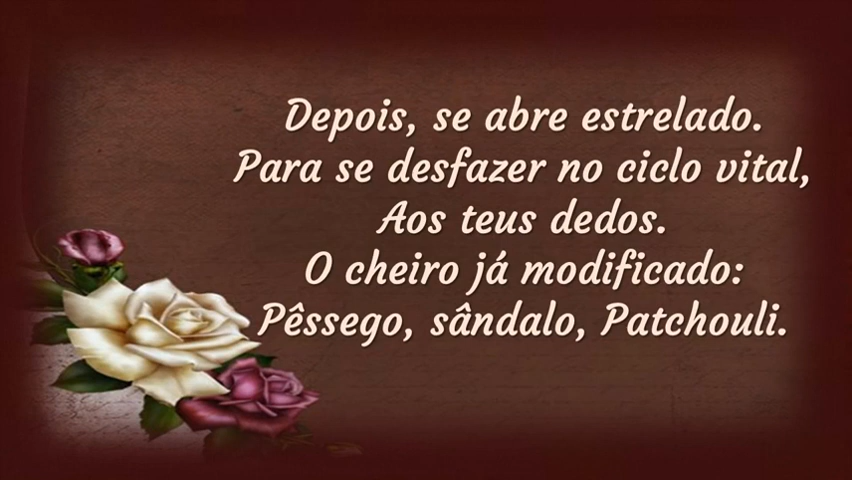 Depois, se abre estrelado.
Para se desfazer no ciclo vital,
Aos teus dedos.
O cheiro já modificado:
Pêssego, sândalo, Patchouli.